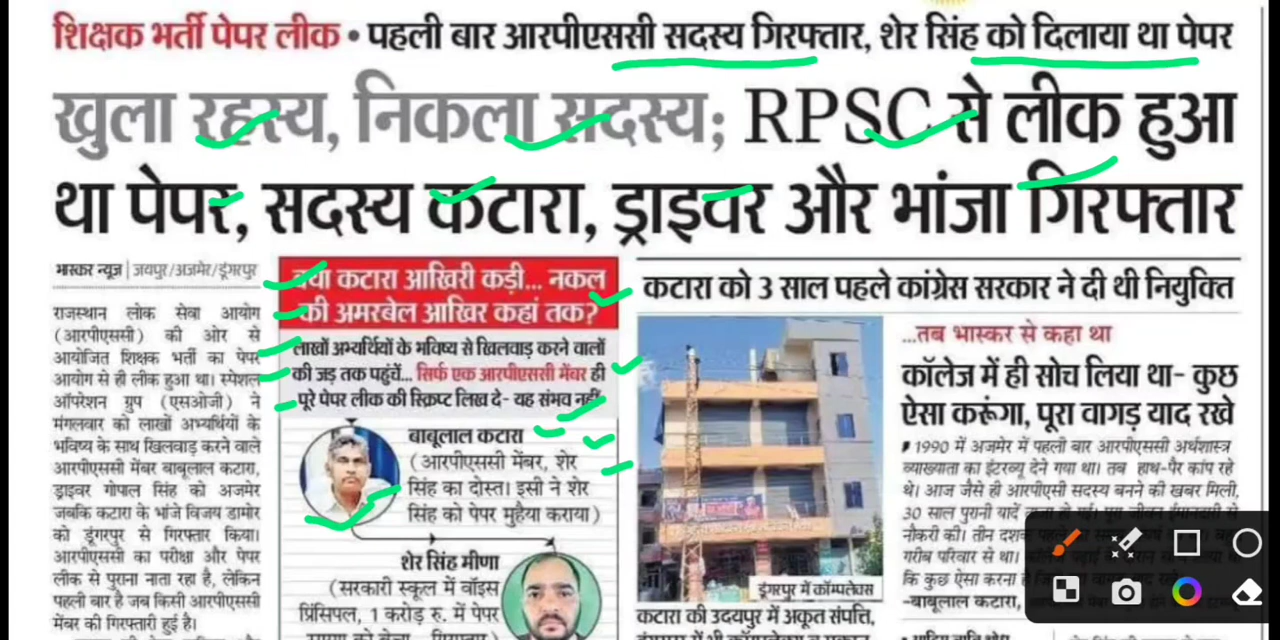 शिक्षक भर्ती पेपर लीक • पहली बार आरपीएससी सदस्य गिरफ्तार, शेर सिंह को दिलाया था पेपर
खुला रहस्य, निकला सदस्य; RPSC से लीक हुआ
था पेपर, सदस्य कटारा, ड्राइवर और भांजा गिरफ्तार
भास्कर न्यूज | जयपुर/अजमेर/डूंगरपुर
राजस्थान लोक सेवा आयोग
(आरपीएससी) की ओर से
आयोजित शिक्षक भर्ती का पेपर
आयोग से ही लीक हुआ था। स्पेशल
ऑपरेशन ग्रुप (एसओजी) ने
मंगलवार को लाखों अभ्यर्थियों के
भविष्य के साथ खिलवाड़ करने वाले
आरपीएससी मेंबर बाबूलाल कटारा,
ड्राइवर गोपाल सिंह को अजमेर
जबकि कटारा के भांजे विजय डामोर
को डूंगरपुर से गिरफ्तार किया।
आरपीएससी का परीक्षा और पेपर
लीक से पुराना नाता रहा है, लेकिन
पहली बार है जब किसी आरपीएससी
मेंबर की गिरफ्तारी हुई है।
क्या कटारा आखिरी कड़ी... नकल
की अमरबेल आखिर कहां तक?
लाखों अभ्यर्थियों के भविष्य से खिलवाड़ करने वालों
की जड़ तक पहुंचें... सिर्फ एक आरपीएससी मेंबर ही
पूरे पेपर लीक की स्क्रिप्ट लिख दे- यह संभव नहीं
बाबूलाल कटारा
(आरपीएससी मेंबर, शेर
सिंह का दोस्त। इसी ने शेर
सिंह को पेपर मुहैया कराया)
शेर सिंह मीणा
(सरकारी स्कूल में वॉइस
प्रिंसिपल, 1 करोड़ रु. में पेपर
कटारा को 3 साल पहले कांग्रेस सरकार ने दी थी नियुक्ति
डूंगरपुर में कॉम्पलेक्स
कटारा की उदयपुर में अकूत संपत्ति,
...तब भास्कर से कहा था
कॉलेज में ही सोच लिया था- कुछ
ऐसा करूंगा, पूरा वागड़ याद रखे
1990 में अजमेर में पहली बार आरपीएससी अर्थशास्त्र
व्याख्याता का इंटरव्यू देने गया था। तब हाथ-पैर कांप रहे
थे। आज जैसे ही आरपीएसी सदस्य बनने की खबर मिली,
30 साल पुरानी यादें
नौकरी की। तीन दशक
गरीब परिवार से था।
कि कुछ ऐसा करना
-बाबूलाल कटारा,